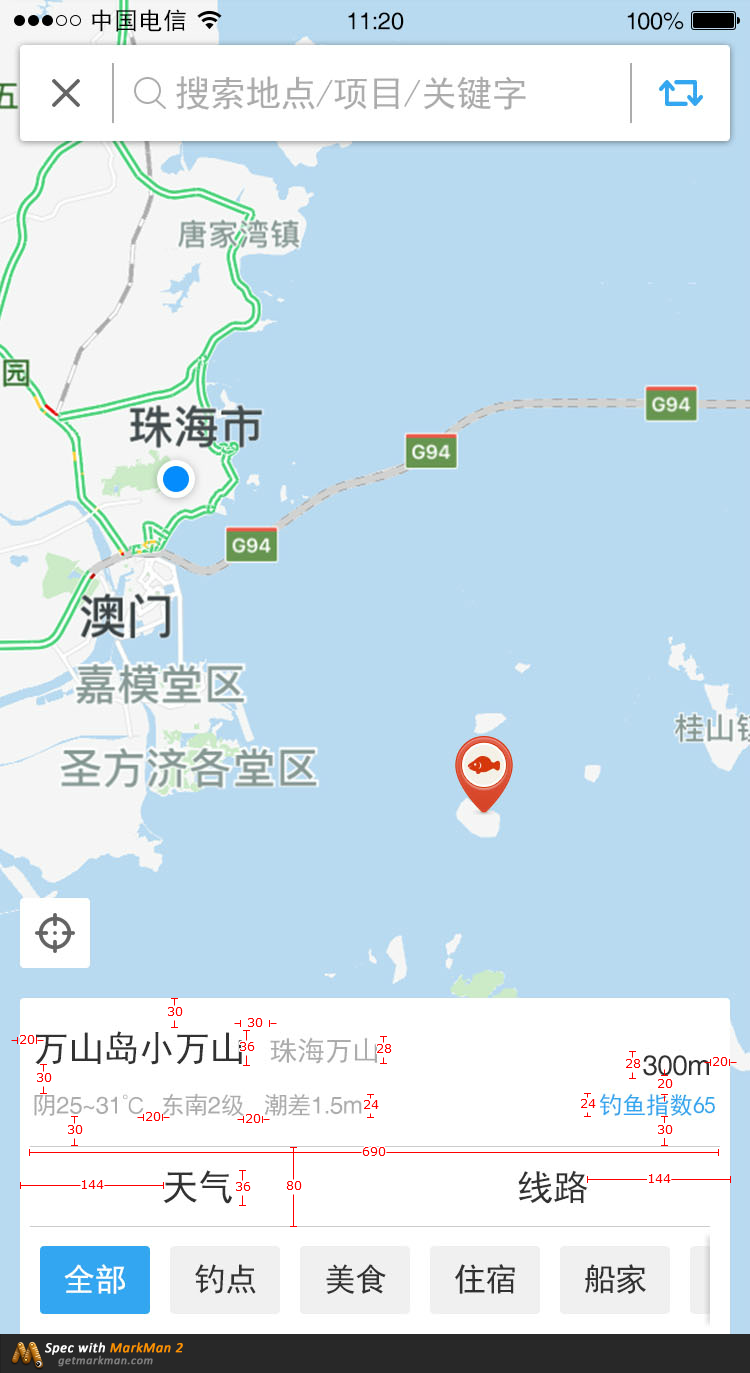 中国电信 11:20 100%
五
搜索地点/项目/关键字
唐家湾镇
园
G94
珠海市
G94
G94
澳门
嘉模堂区
桂山镇
圣方济各堂区
30
20 万山岛小万山 30 36 珠海万山 28
28 300m 20
30 20
阴25~31℃ 20 东南2级 20 潮差1.5m 24
24 钓鱼指数65
30 30
690
144 天气 36 80 线路 144
全部 钓点 美食 住宿 船家
Spec with MarkMan 2
getmarkman.com